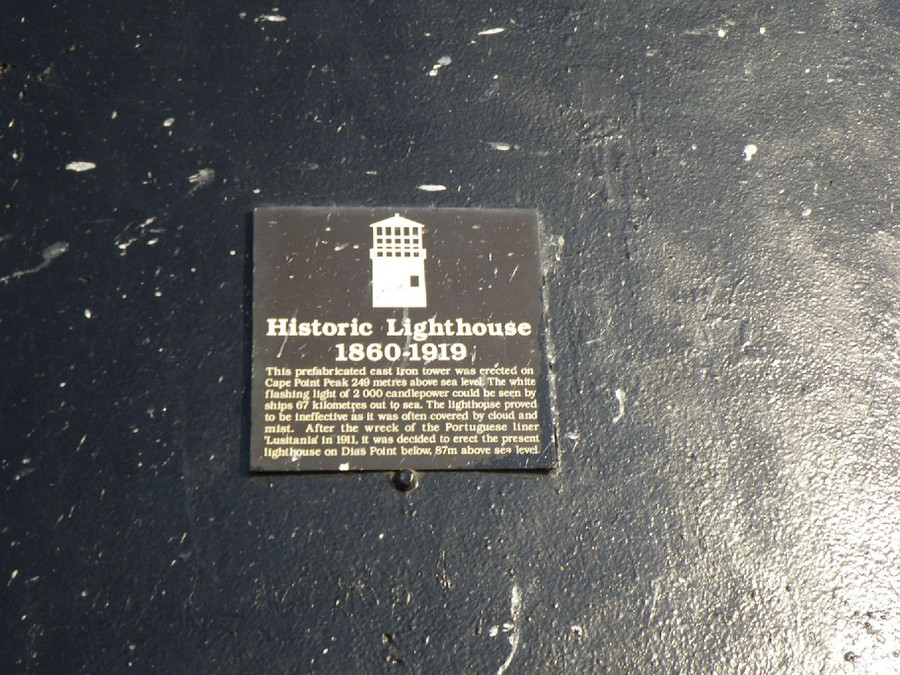 Historic Lighthouse
1860-1919
This prefabricated cast iron tower was erected on
Cape Point Peak 249 metres above sea level. The white
flashing light of 2 000 candlepower could be seen by
ships 67 kilometres out to sea. The lighthouse proved
to be ineffective as it was often covered by cloud and
mist. After the wreck of the Portuguese liner
'Lusitania' in 1911, it was decided to erect the present
lighthouse on Dias Point below, 87m above sea level.